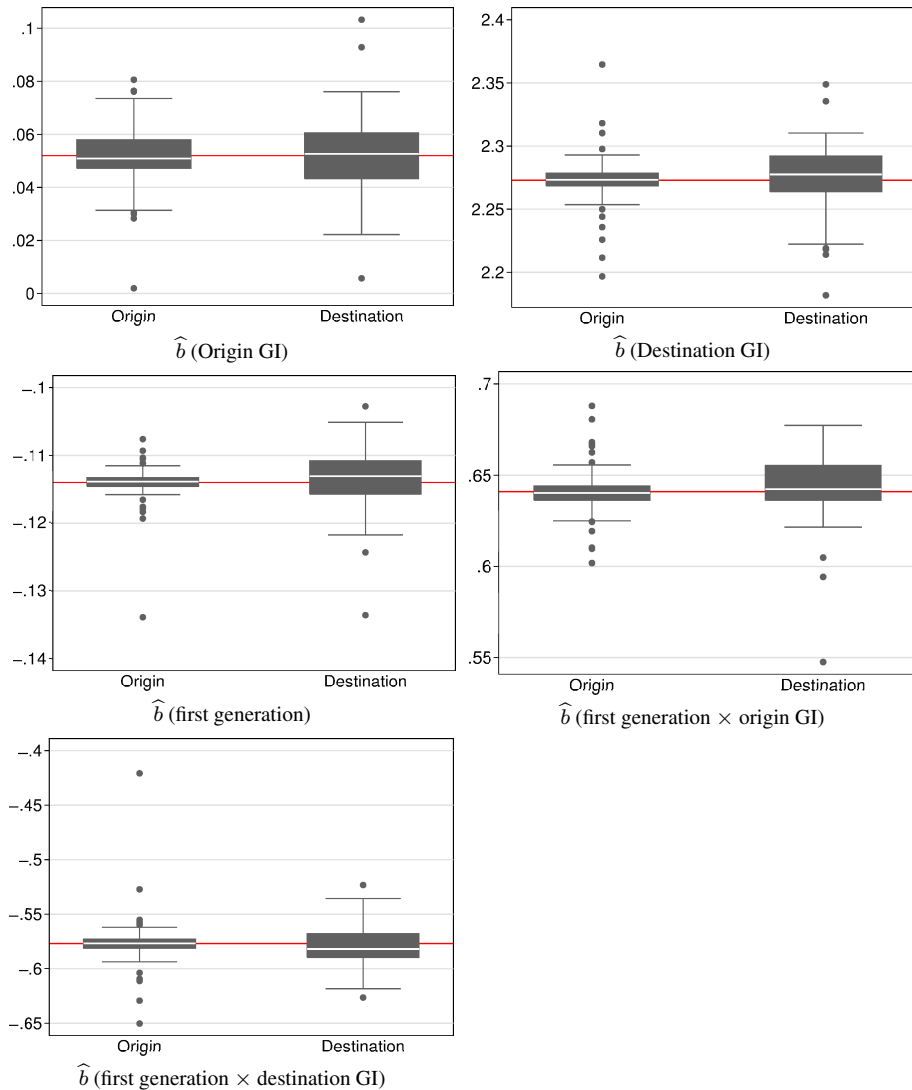 .1
.08
.06
.04
.02
0
Origin Destination
b̂ (Origin GI)
2.4
2.35
2.3
2.25
2.2
Origin Destination
b̂ (Destination GI)
−.1
−.11
−.12
−.13
−.14
Origin Destination
b̂ (first generation)
.7
.65
.6
.55
Origin Destination
b̂ (first generation × origin GI)
−.4
−.45
−.5
−.55
−.6
−.65
Origin Destination
b̂ (first generation × destination GI)